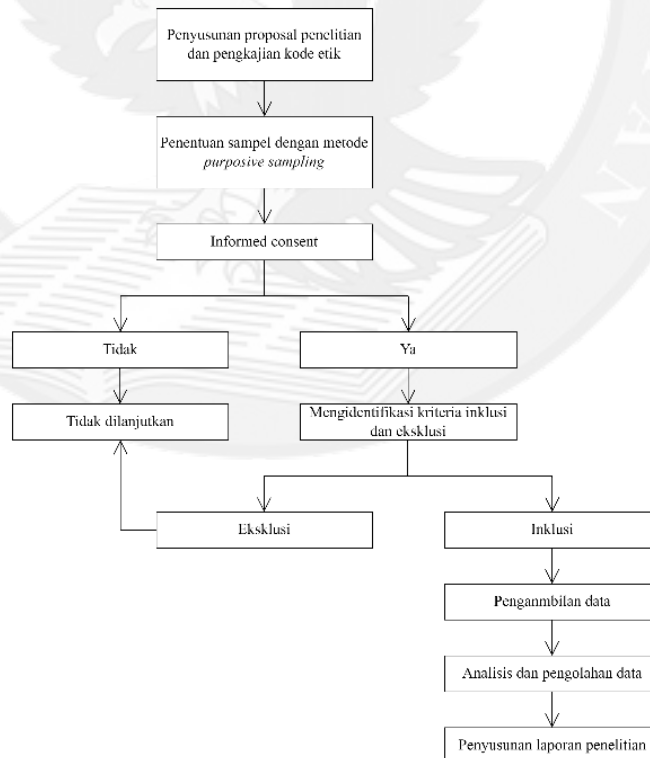 Penyusunan proposal penelitian
dan pengkajian kode etik
Penentuan sampel dengan metode
purposive sampling
Informed consent
Tidak
Ya
Tidak dilanjutkan
Mengidentifikasi kriteria inklusi
dan eksklusi
Eksklusi
Inklusi
Penganmbilan data
Analisis dan pengolahan data
Penyusunan laporan penelitian
AN